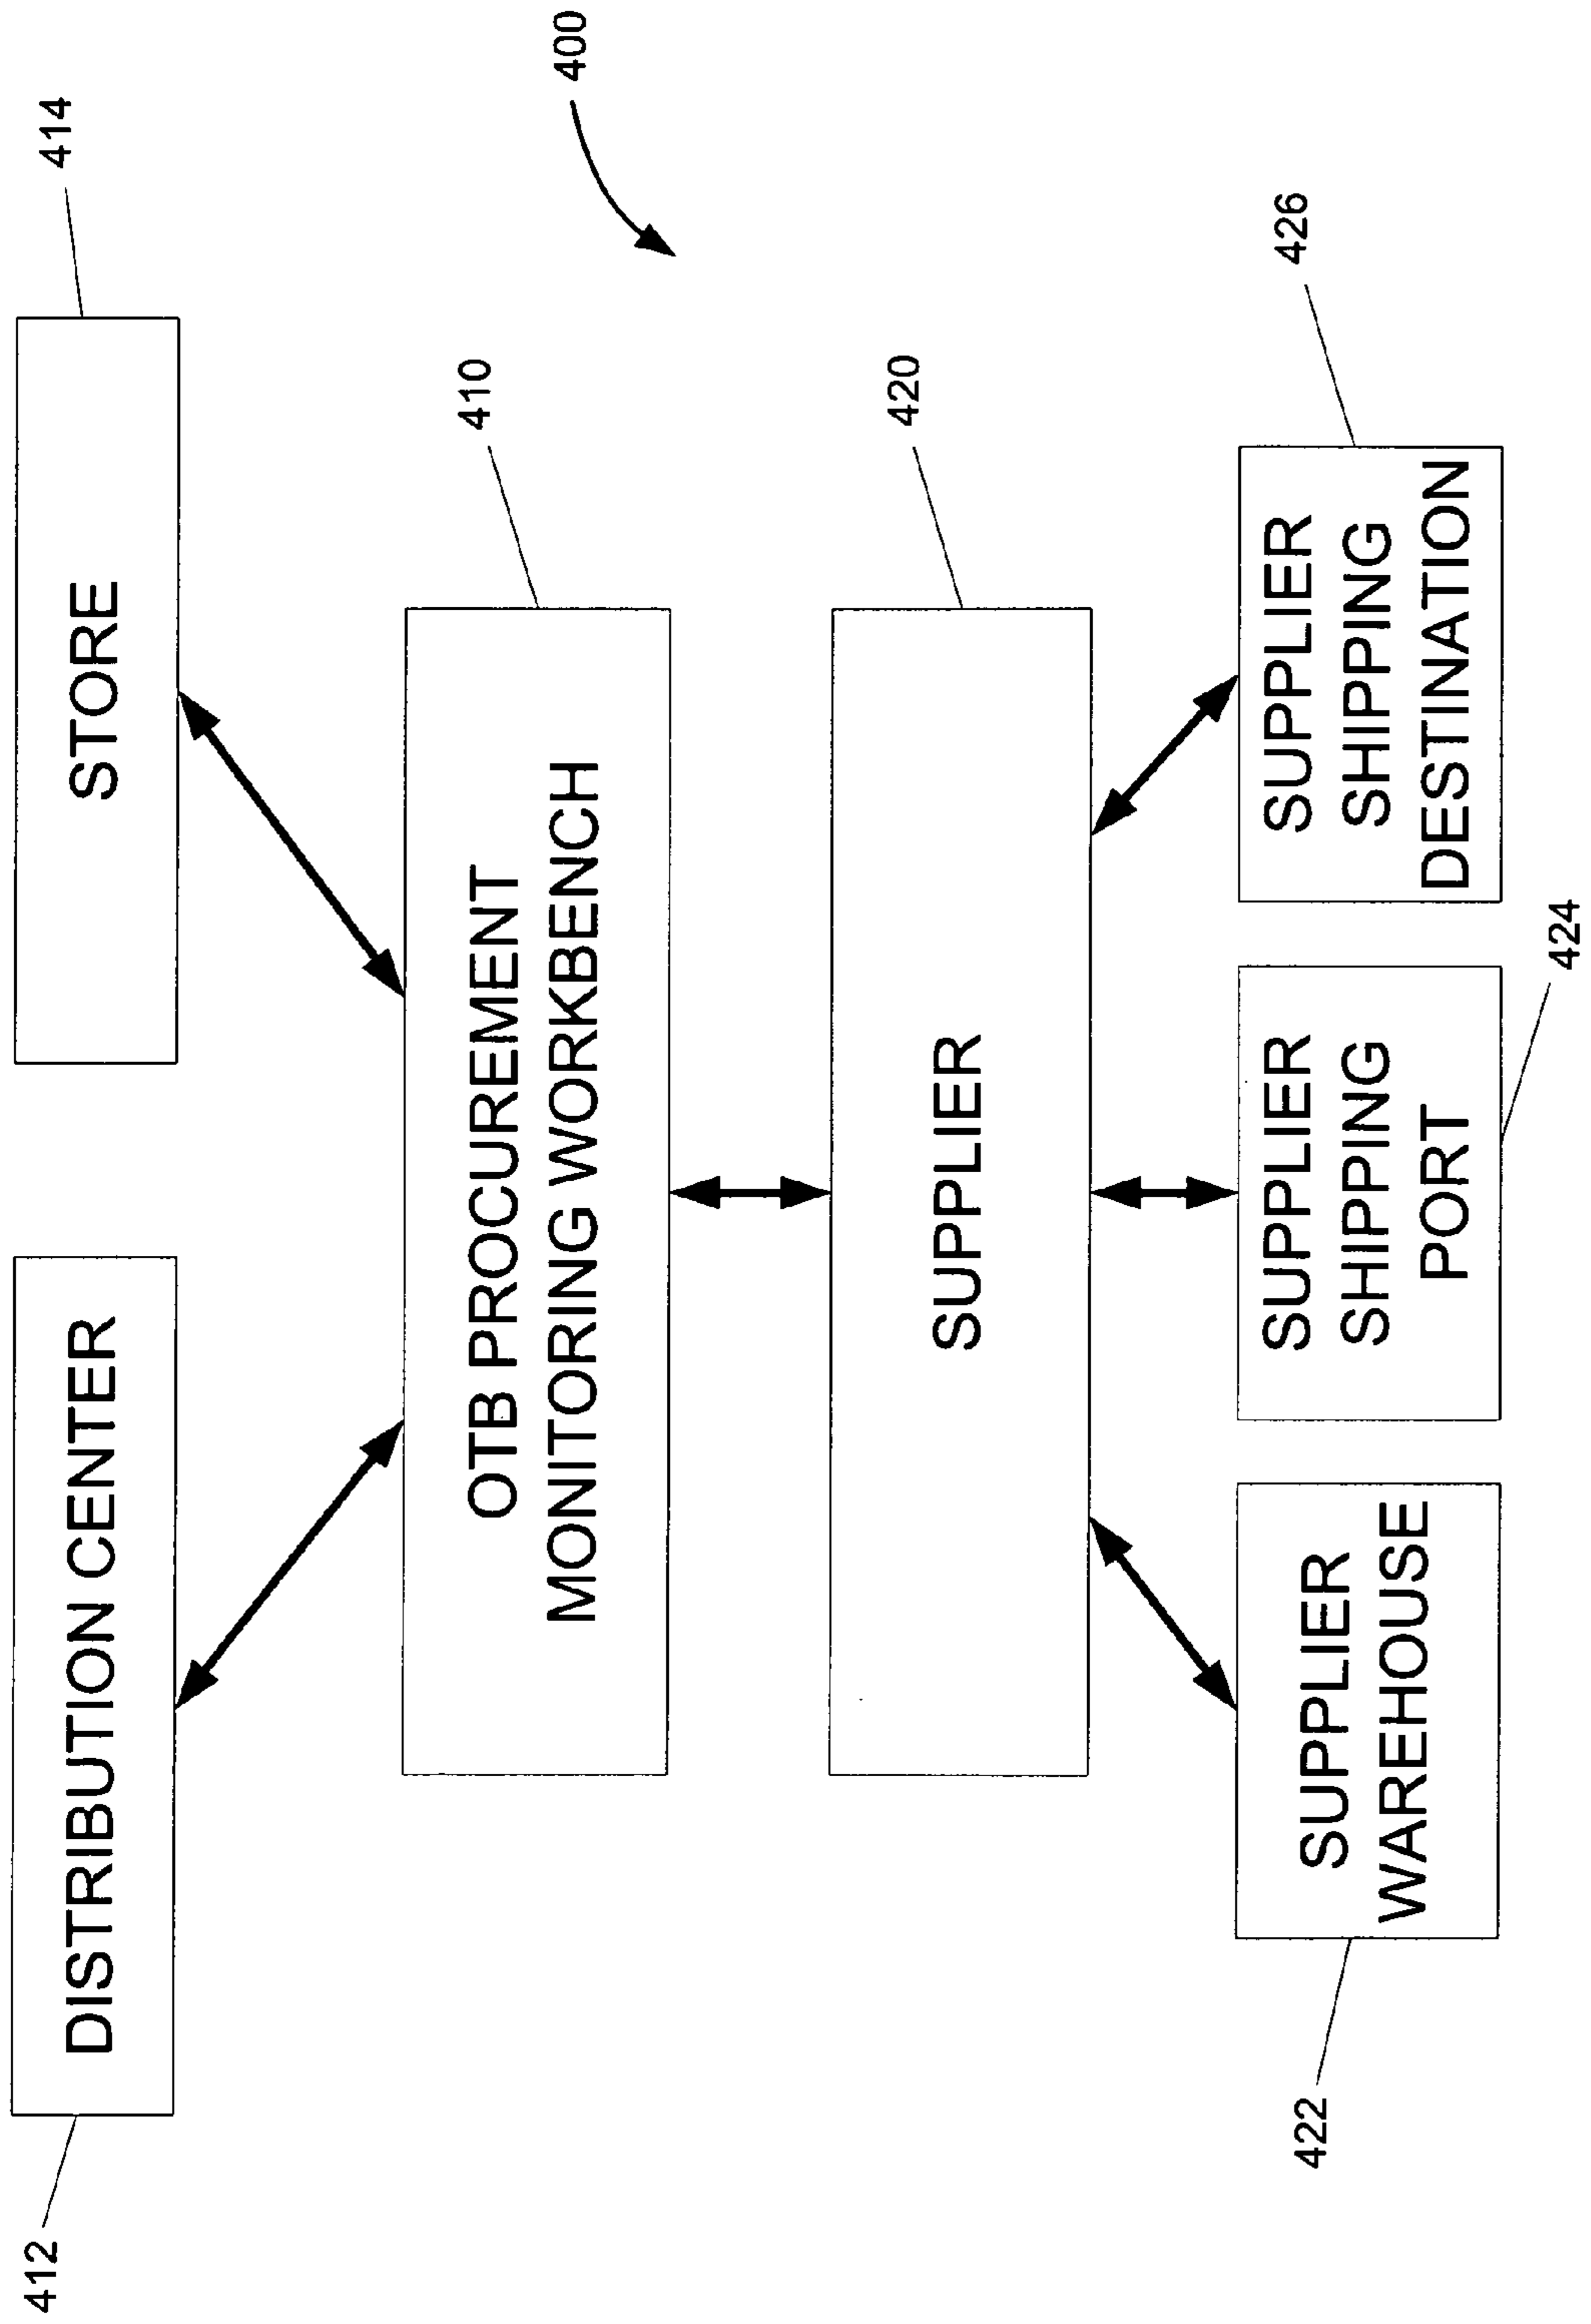 412
DISTRIBUTION CENTER
STORE
414
400
OTB PROCUREMENT
MONITORING WORKBENCH
410
SUPPLIER
420
422
SUPPLIER
WAREHOUSE
SUPPLIER
SHIPPING
PORT
424
SUPPLIER
SHIPPING
DESTINATION
426